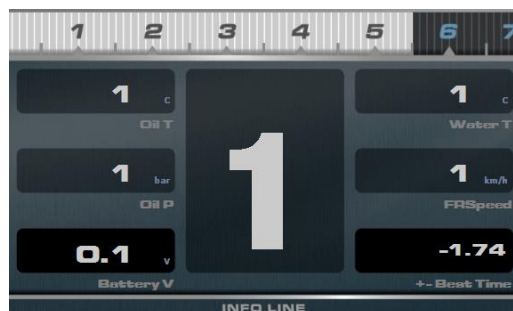 1 2 3 4 5 6 7
1 c
Oil T
1 bar
Oil P
0.1 v
Battery V
1
1 c
Water T
1 km/h
FRSpeed
-1.74
+- Best Time
INFO LINE